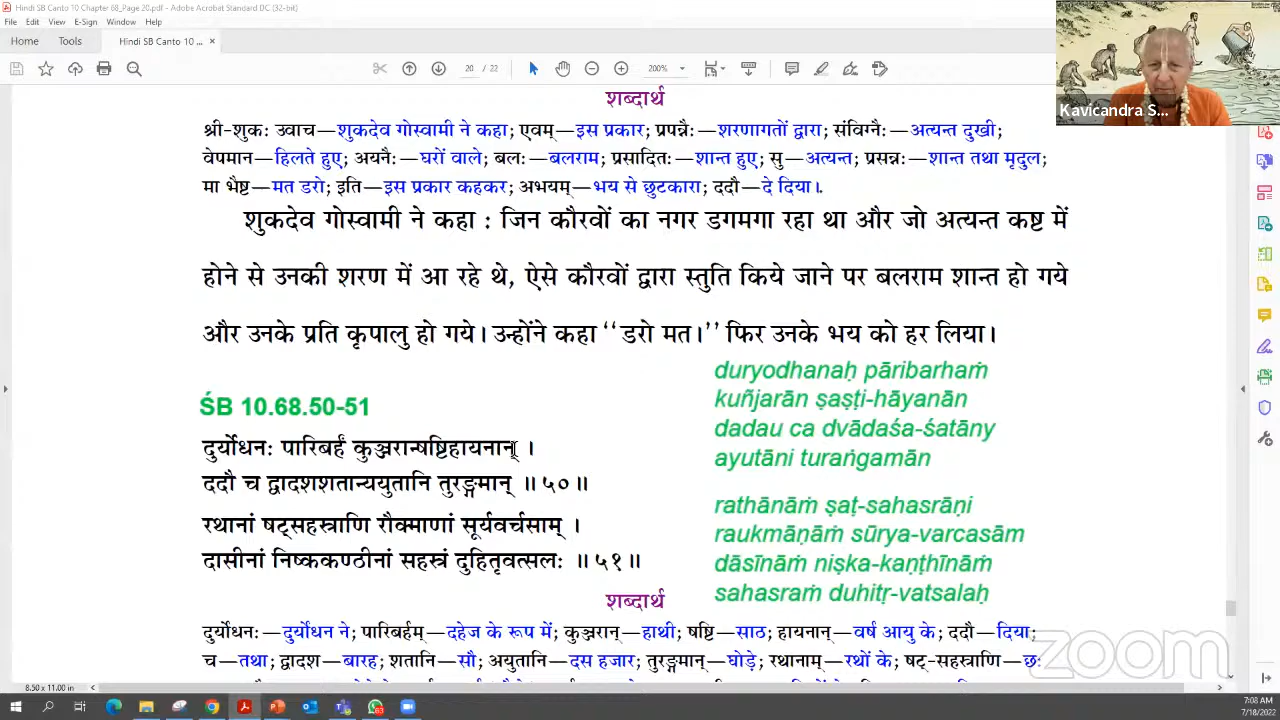 Hindi SB Canto 10 Chapter 68_Page 20.pdf - Adobe Acrobat Standard DC (32-bit)
File Edit View E-Sign Window Help
Home Tools Hindi SB Canto 10 ... ×
20 / 22 200%
Kavicandra S...
शब्दार्थ
श्री-शुकः उवाच—शुकदेव गोस्वामी ने कहा; एवम्—इस प्रकार; प्रपन्नैः—शरणागतों द्वारा; संविग्नैः—अत्यन्त दुखी;
वेपमान—हिलते हुए; अयनैः—घरों वाले; बलः—बलराम; प्रसादितः—शान्त हुए; सु—अत्यन्त; प्रसन्नः—शान्त तथा मृदुल;
मा भैष्ट—मत डरो; इति—इस प्रकार कहकर; अभयम्—भय से छुटकारा; ददौ—दे दिया।.
शुकदेव गोस्वामी ने कहा : जिन कौरवों का नगर डगमगा रहा था और जो अत्यन्त कष्ट में
होने से उनकी शरण में आ रहे थे, ऐसे कौरवों द्वारा स्तुति किये जाने पर बलराम शान्त हो गये
और उनके प्रति कृपालु हो गये। उन्होंने कहा ‘‘डरो मत।’’ फिर उनके भय को हर लिया।
ŚB 10.68.50-51
दुर्योधनः पारिबर्हं कुञ्जरान्षष्टिहायनान् ।
ददौ च द्वादशशतान्ययुतानि तुरङ्गमान् ॥ ५० ॥
रथानां षट्सहस्त्राणि रौक्माणां सूर्यवर्चसाम् ।
दासीनां निष्ककण्ठीनां सहस्त्रं दुहितृवत्सलः ॥ ५१ ॥
duryodhanaḥ pāribarhaṁ
kuñjarān ṣaṣṭi-hāyanān
dadau ca dvādaśa-śatāny
ayutāni turaṅgamān
rathānāṁ ṣaṭ-sahasrāṇi
raukmāṇāṁ sūrya-varcasām
dāsīnāṁ niṣka-kaṇṭhīnāṁ
sahasraṁ duhitṛ-vatsalaḥ
शब्दार्थ
दुर्योधनः—दुर्योधन ने; पारिबर्हम्—दहेज के रूप में; कुञ्जरान्—हाथी; षष्टि—साठ; हायनान्—वर्ष आयु के; ददौ—दिया;
च—तथा; द्वादश—बारह; शतानि—सौ; अयुतानि—दस हजार; तुरङ्गमान्—घोड़े; रथानाम्—रथों के; षट्-सहस्त्राणि—छः
zoom
8.50 x 11.00 in
7:08 AM
7/18/2022